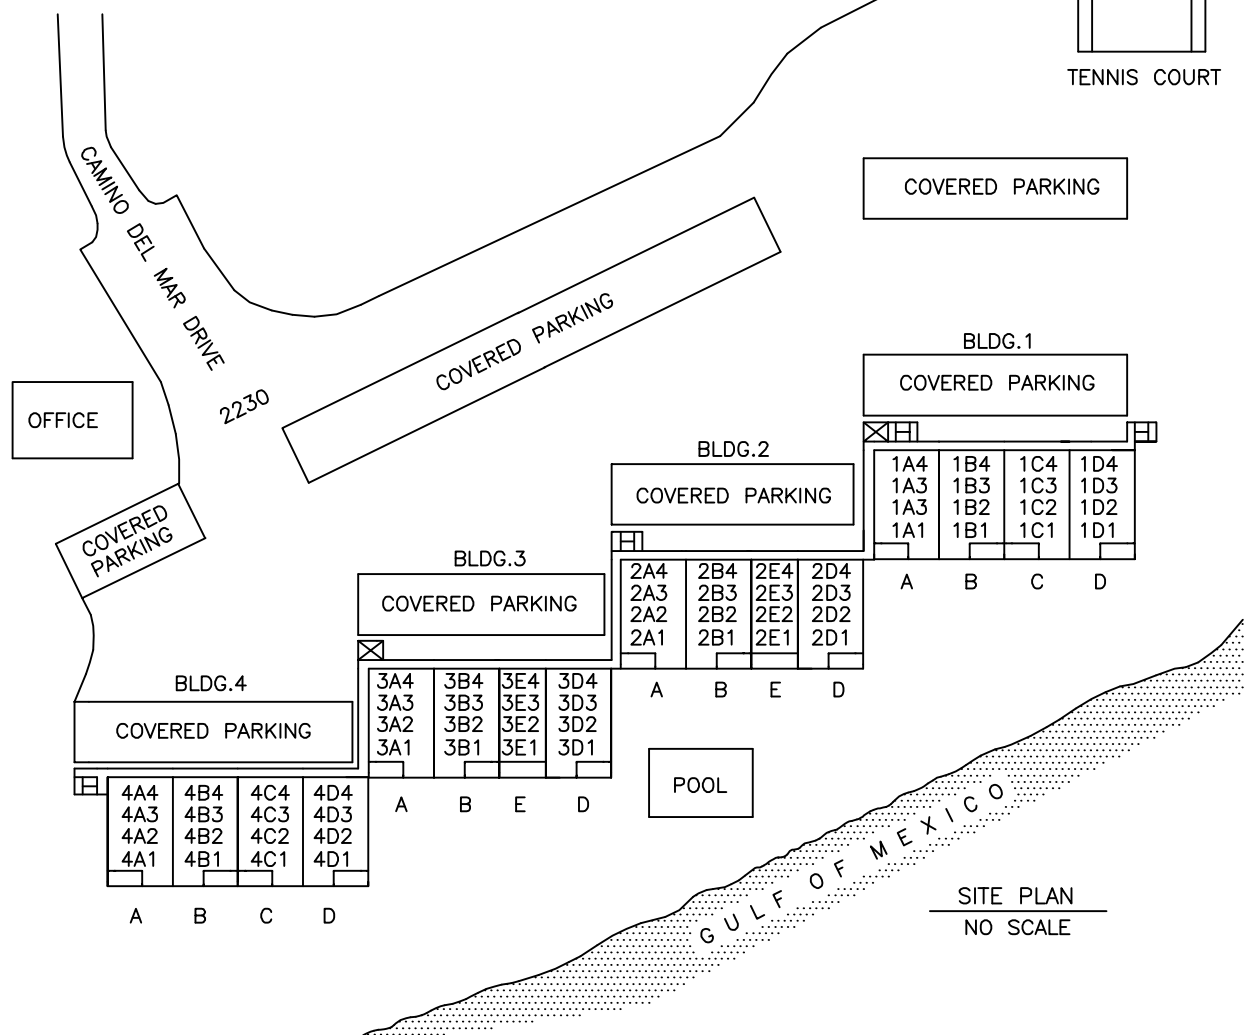 TENNIS COURT
CAMINO DEL MAR DRIVE
COVERED PARKING
COVERED PARKING
2230
OFFICE
COVERED
PARKING
BLDG.1
COVERED PARKING
1A4 1B4 1C4 1D4
1A3 1B3 1C3 1D3
1A3 1B2 1C2 1D2
1A1 1B1 1C1 1D1
A B C D
BLDG.2
COVERED PARKING
2A4 2B4 2E4 2D4
2A3 2B3 2E3 2D3
2A2 2B2 2E2 2D2
2A1 2B1 2E1 2D1
A B E D
BLDG.3
COVERED PARKING
3A4 3B4 3E4 3D4
3A3 3B3 3E3 3D3
3A2 3B2 3E2 3D2
3A1 3B1 3E1 3D1
A B E D
BLDG.4
COVERED PARKING
4A4 4B4 4C4 4D4
4A3 4B3 4C3 4D3
4A2 4B2 4C2 4D2
4A1 4B1 4C1 4D1
A B C D
POOL
GULF OF MEXICO
SITE PLAN
NO SCALE